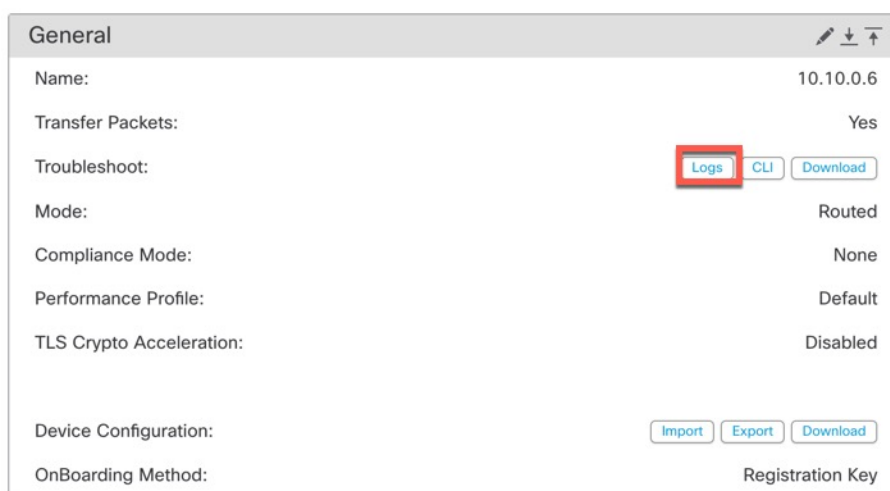 General
Name: 10.10.0.6
Transfer Packets: Yes
Troubleshoot: Logs CLI Download
Mode: Routed
Compliance Mode: None
Performance Profile: Default
TLS Crypto Acceleration: Disabled
Device Configuration: Import Export Download
OnBoarding Method: Registration Key